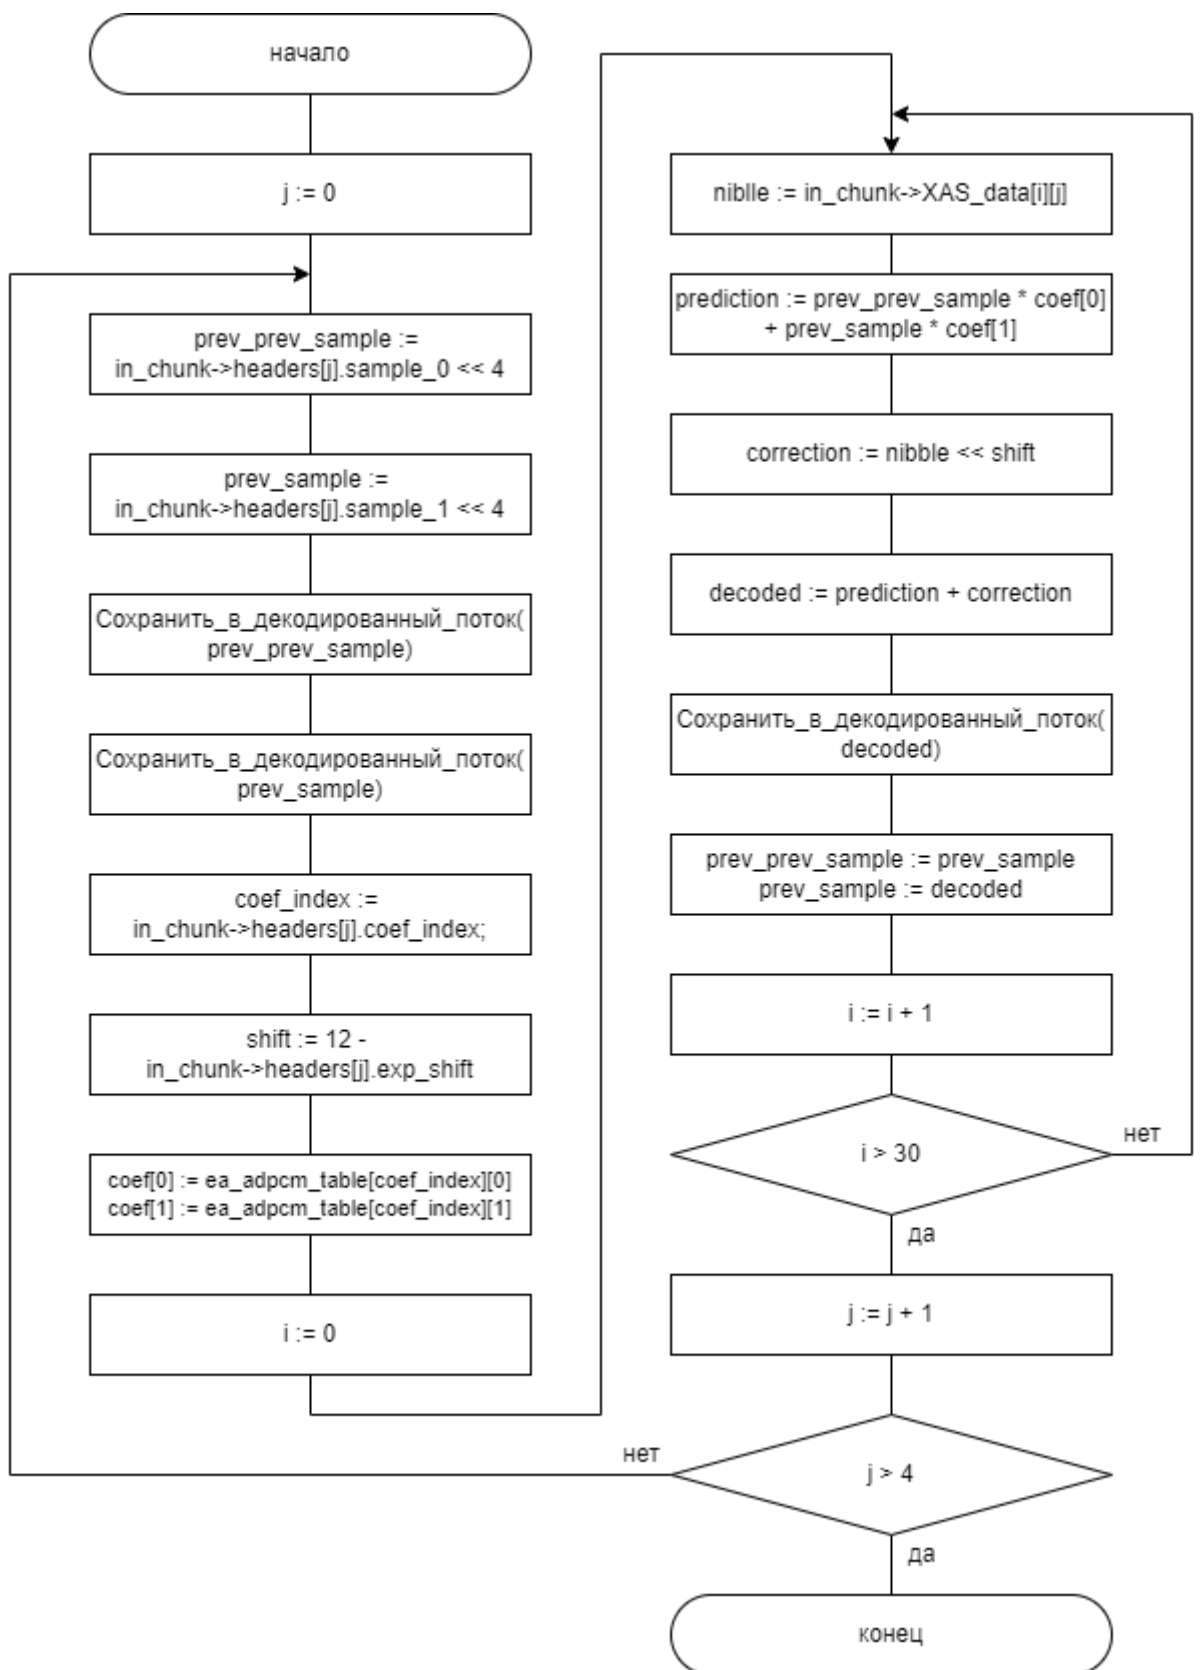 начало
j := 0
prev_prev_sample :=
in_chunk->headers[j].sample_0 << 4
prev_sample :=
in_chunk->headers[j].sample_1 << 4
Сохранить_в_декодированный_поток(
prev_prev_sample)
Сохранить_в_декодированный_поток(
prev_sample)
coef_index :=
in_chunk->headers[j].coef_index;
shift := 12 -
in_chunk->headers[j].exp_shift
coef[0] := ea_adpcm_table[coef_index][0]
coef[1] := ea_adpcm_table[coef_index][1]
i := 0
niblle := in_chunk->XAS_data[i][j]
prediction := prev_prev_sample * coef[0]
+ prev_sample * coef[1]
correction := nibble << shift
decoded := prediction + correction
Сохранить_в_декодированный_поток(
decoded)
prev_prev_sample := prev_sample
prev_sample := decoded
i := i + 1
i > 30
нет
да
j := j + 1
j > 4
нет
да
конец